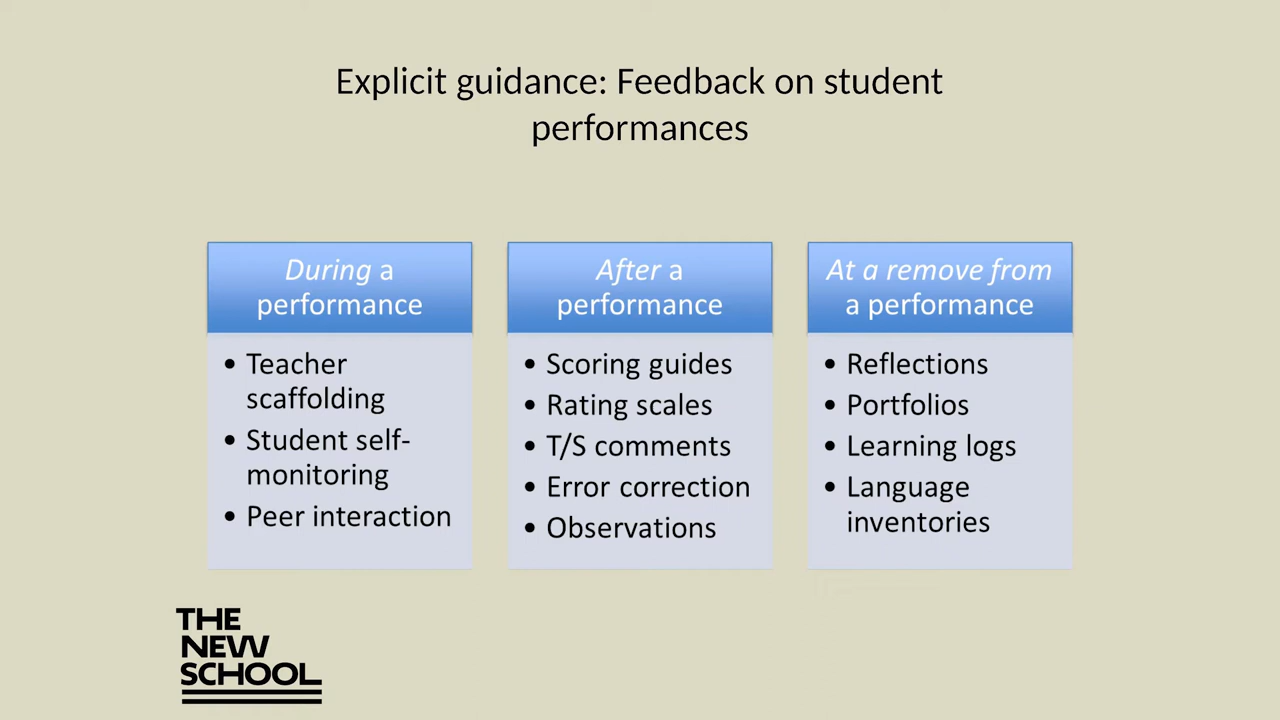 Explicit guidance: Feedback on student
performances
During a
performance
• Teacher
scaffolding
• Student self-
monitoring
• Peer interaction
After a
performance
• Scoring guides
• Rating scales
• T/S comments
• Error correction
• Observations
At a remove from
a performance
• Reflections
• Portfolios
• Learning logs
• Language
inventories
THE
NEW
SCHOOL